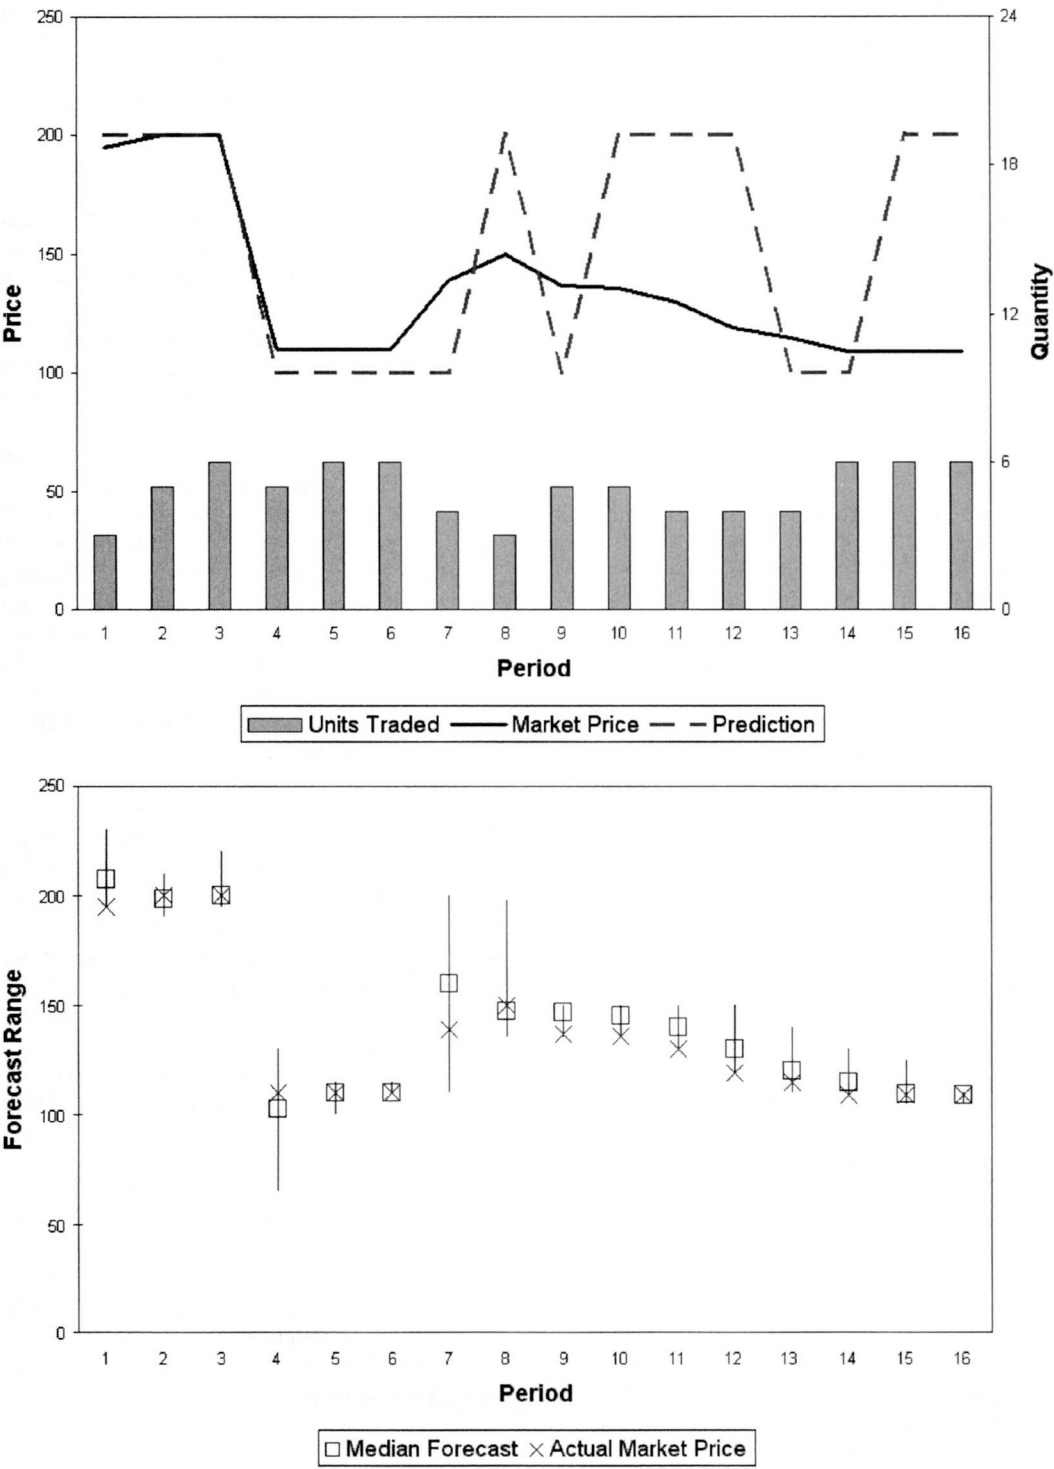 250
200
150
100
50
0
Price
24
18
12
6
0
Quantity
1 2 3 4 5 6 7 8 9 10 11 12 13 14 15 16
Period
Units Traded Market Price Prediction
250
200
150
100
50
0
Forecast Range
1 2 3 4 5 6 7 8 9 10 11 12 13 14 15 16
Period
Median Forecast Actual Market Price